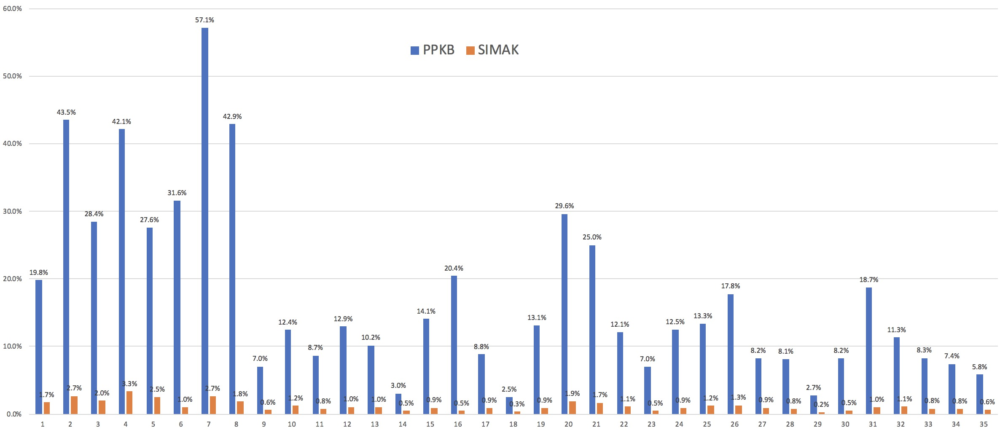 60.0%
50.0%
40.0%
30.0%
20.0%
10.0%
0.0%
PPKB SIMAK
19.8% 43.5% 28.4% 42.1% 27.6% 31.6% 57.1% 42.9% 7.0% 12.4% 8.7% 12.9% 10.2% 3.0% 14.1% 20.4% 8.8% 2.5% 13.1% 29.6% 25.0% 12.1% 7.0% 12.5% 13.3% 17.8% 8.2% 8.1% 2.7% 8.2% 18.7% 11.3% 8.3% 7.4% 5.8%
1.7% 2.7% 2.0% 3.3% 2.5% 1.0% 2.7% 1.8% 0.6% 1.2% 0.8% 1.0% 1.0% 0.5% 0.9% 0.5% 0.9% 0.3% 0.9% 1.9% 1.7% 1.1% 0.5% 0.9% 1.2% 1.3% 0.9% 0.8% 0.2% 0.5% 1.0% 1.1% 0.8% 0.8% 0.6%
1 2 3 4 5 6 7 8 9 10 11 12 13 14 15 16 17 18 19 20 21 22 23 24 25 26 27 28 29 30 31 32 33 34 35